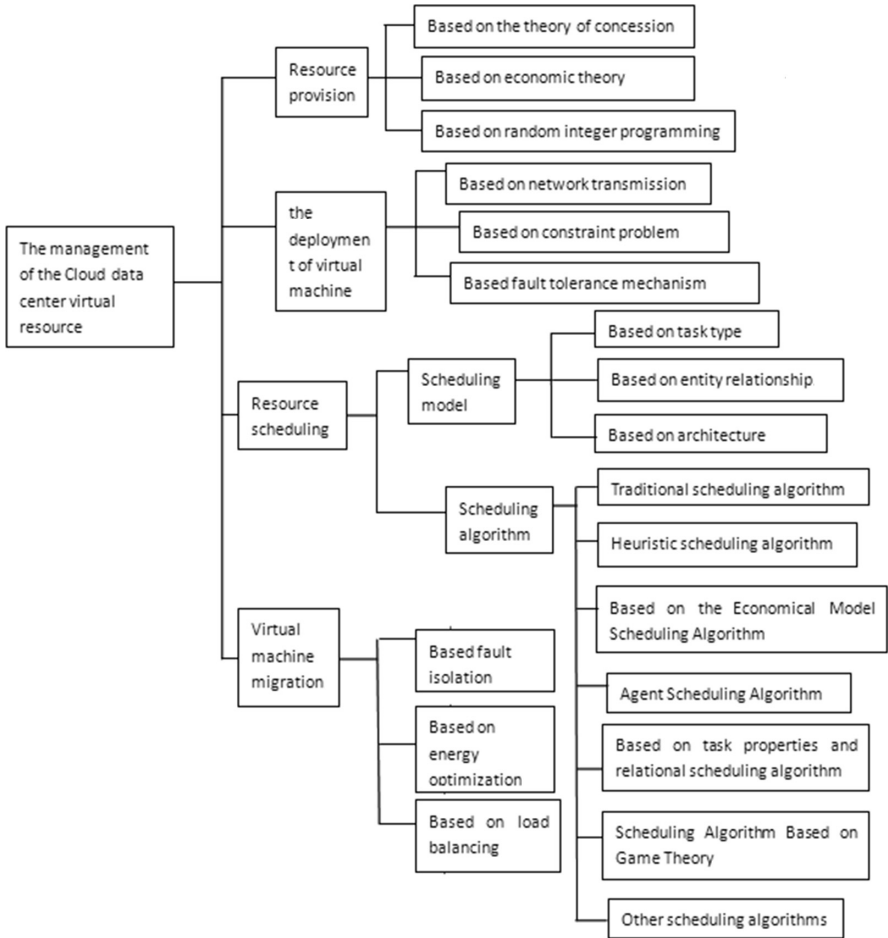 Based on the theory of concession
Resource
provision
Based on economic theory
Based on random integer programming
Based on network transmission
the
deploymen
t of virtual
machine
Based on constraint problem
Based fault tolerance mechanism
The management
of the Cloud data
center virtual
resource
Based on task type
Scheduling
model
Based on entity relationship
Based on architecture
Resource
scheduling
Traditional scheduling algorithm
Scheduling
algorithm
Heuristic scheduling algorithm
Based on the Economical Model
Scheduling Algorithm
Virtual
machine
migration
Based fault
isolation
Agent Scheduling Algorithm
Based on
energy
optimization
Based on task properties and
relational scheduling algorithm
Based on load
balancing
Scheduling Algorithm Based on
Game Theory
Other scheduling algorithms